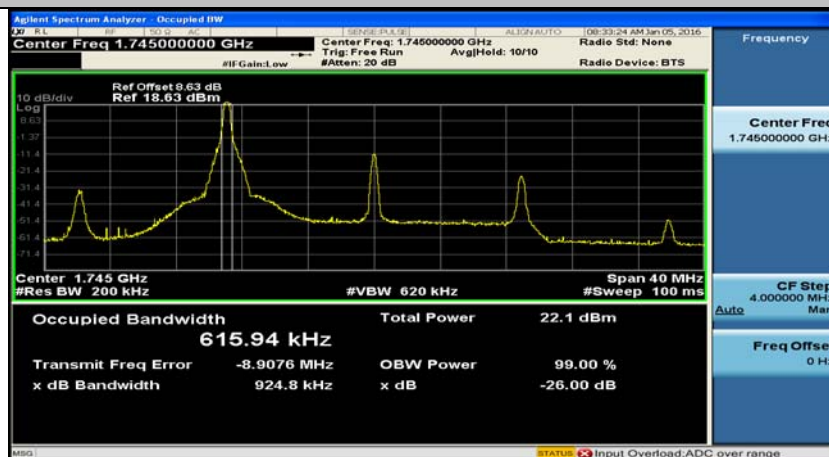 Agilent Spectrum Analyzer - Occupied BW
LXI RL RF 50 Ω AC SENSE:PULSE ALIGN AUTO 08:33:24 AM Jan 05, 2016
Center Freq 1.745000000 GHz
Center Freq: 1.745000000 GHz Radio Std: None
Trig: Free Run Avg|Hold: 10/10
#IFGain:Low #Atten: 20 dB Radio Device: BTS
Frequency
Ref Offset 8.63 dB
10 dB/div Ref 18.63 dBm
Log
8.63
-1.37
-11.4
-21.4
-31.4
-41.4
-51.4
-61.4
-71.4
Center 1.745 GHz Span 40 MHz
#Res BW 200 kHz #VBW 620 kHz #Sweep 100 ms
Occupied Bandwidth Total Power 22.1 dBm
615.94 kHz
Transmit Freq Error -8.9076 MHz OBW Power 99.00 %
x dB Bandwidth 924.8 kHz x dB -26.00 dB
Center Freq
1.745000000 GHz
CF Step
4.000000 MHz
Auto Man
Freq Offset
0 Hz
MSG STATUS Input Overload;ADC over range